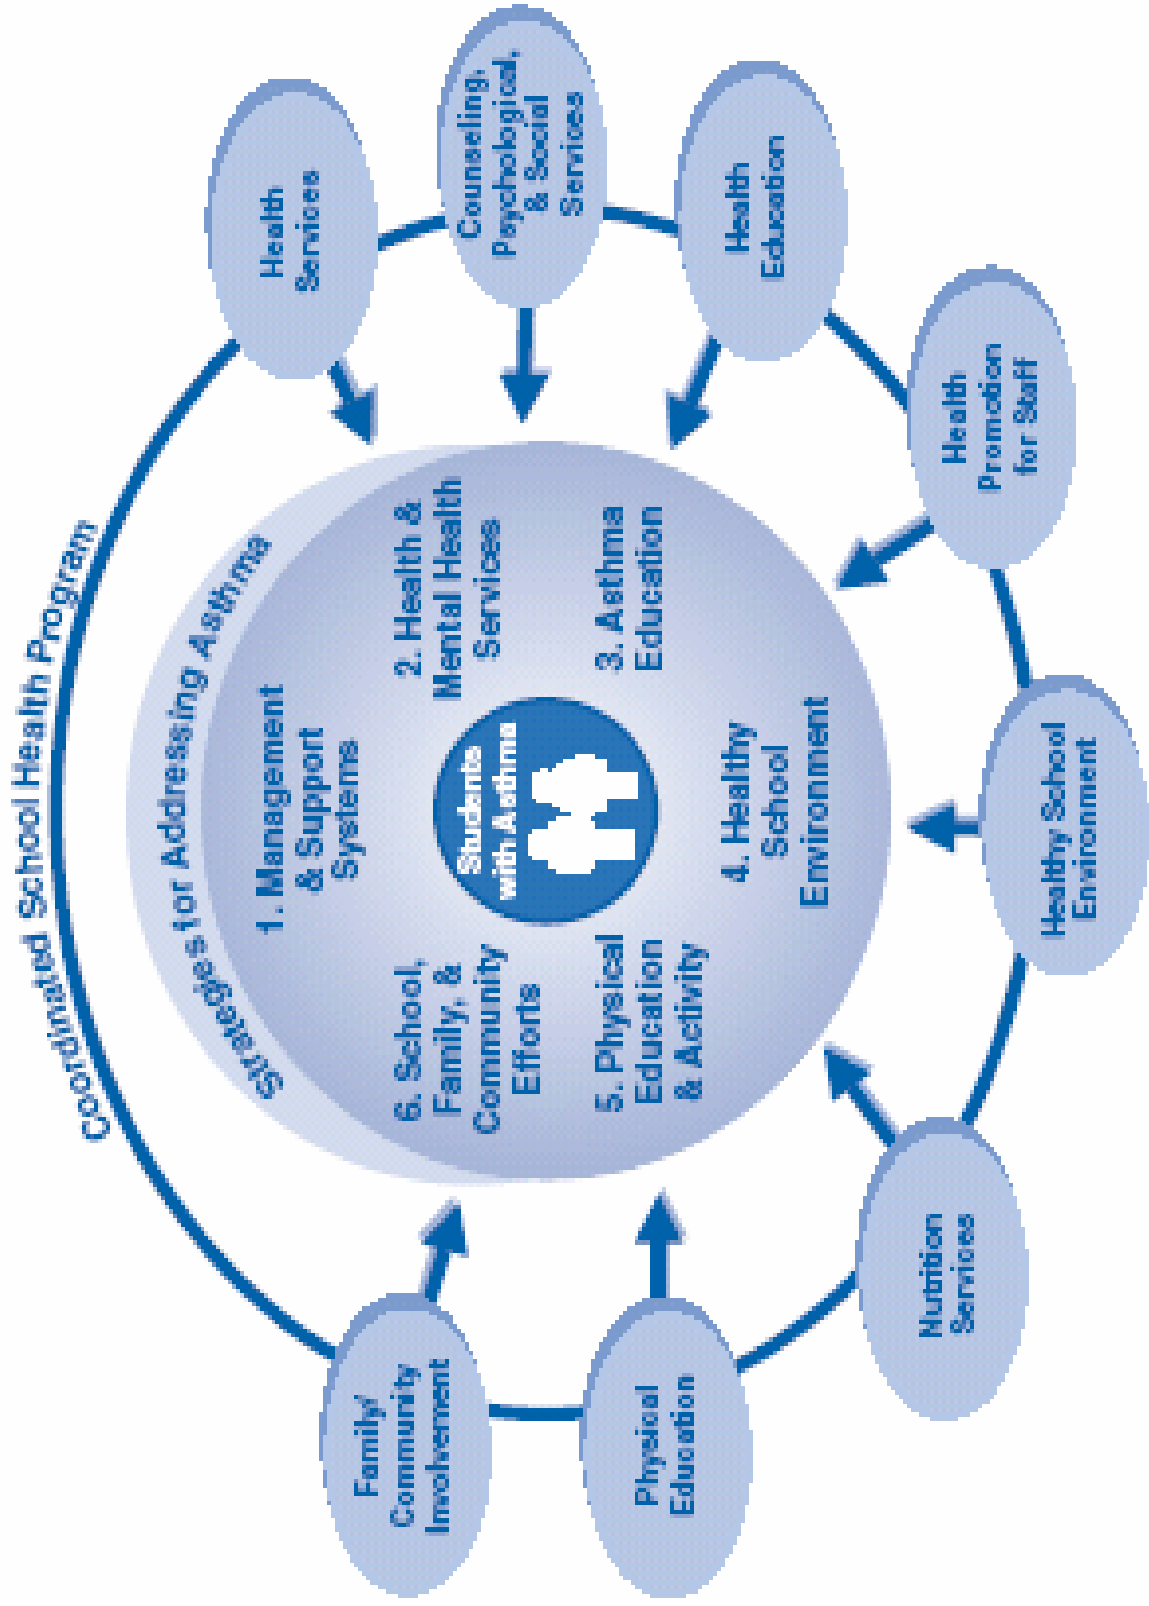 Coordinated School Health Program
Strategies for Addressing Asthma
1. Management
& Support
Systems
2. Health &
Mental Health
Services
3. Asthma
Education
4. Healthy
School
Environment
5. Physical
Education
& Activity
6. School,
Family, &
Community
Efforts
Students
with Asthma
Health
Services
Counseling,
Psychological,
& Social
Services
Health
Education
Health
Promotion
for Staff
Healthy School
Environment
Nutrition
Services
Physical
Education
Family/
Community
Involvement